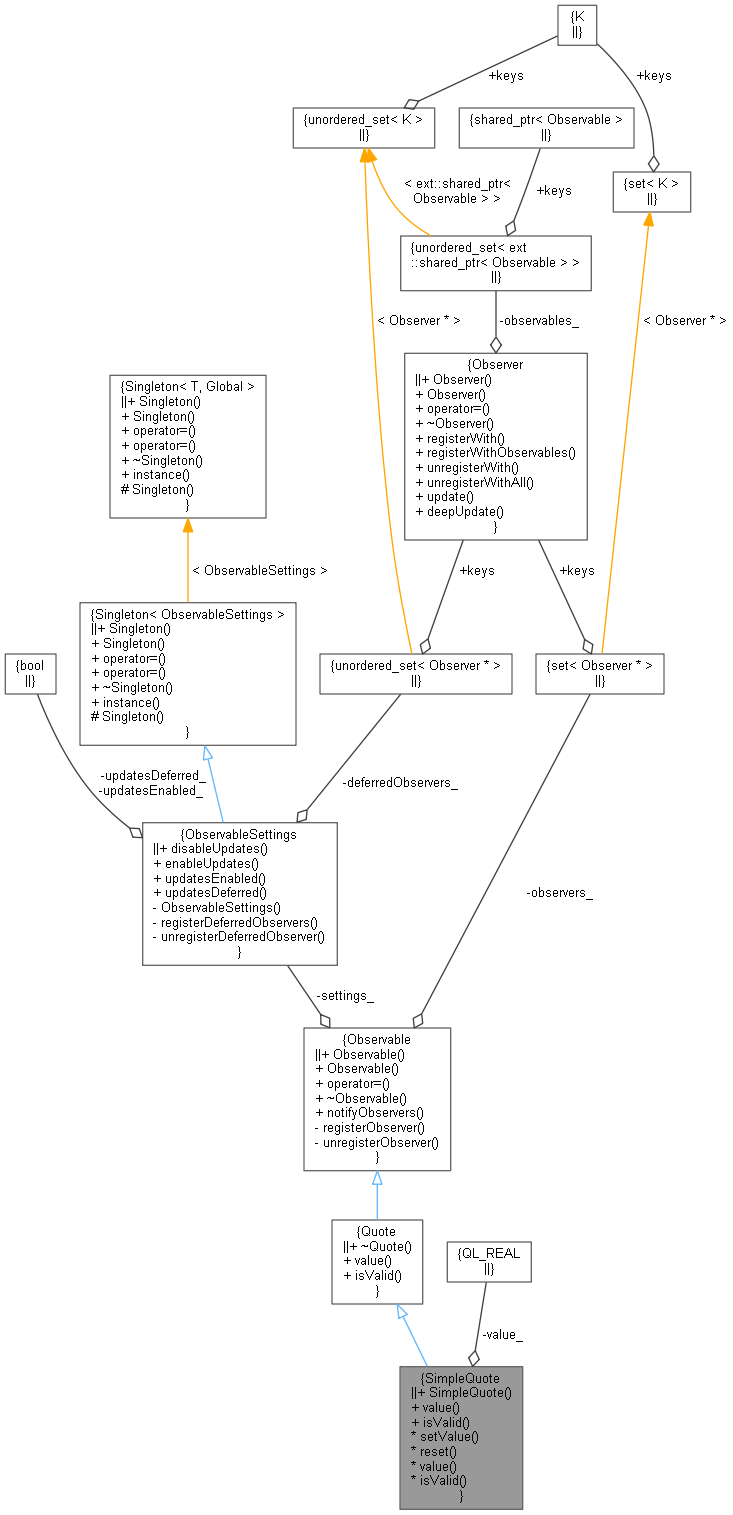 {K
||}
+keys
+keys
{unordered_set< K >
||}
{shared_ptr< Observable >
||}
{set< K >
||}
< ext::shared_ptr<
Observable > >
+keys
{unordered_set< ext
::shared_ptr< Observable > >
||}
< Observer * >
-observables_
< Observer * >
{Observer
||+ Observer()
+ Observer()
+ operator=()
+ ~Observer()
+ registerWith()
+ registerWithObservables()
+ unregisterWith()
+ unregisterWithAll()
+ update()
+ deepUpdate()
}
{Singleton< T, Global >
||+ Singleton()
+ Singleton()
+ operator=()
+ operator=()
+ ~Singleton()
+ instance()
# Singleton()
}
< ObservableSettings >
+keys
+keys
{Singleton< ObservableSettings >
||+ Singleton()
+ Singleton()
+ operator=()
+ operator=()
+ ~Singleton()
+ instance()
# Singleton()
}
{bool
||}
{unordered_set< Observer * >
||}
{set< Observer * >
||}
-updatesDeferred_
-updatesEnabled_
-deferredObservers_
{ObservableSettings
||+ disableUpdates()
+ enableUpdates()
+ updatesEnabled()
+ updatesDeferred()
- ObservableSettings()
- registerDeferredObservers()
- unregisterDeferredObserver()
}
-observers_
-settings_
{Observable
||+ Observable()
+ Observable()
+ operator=()
+ ~Observable()
+ notifyObservers()
- registerObserver()
- unregisterObserver()
}
{Quote
||+ ~Quote()
+ value()
+ isValid()
}
{QL_REAL
||}
-value_
{SimpleQuote
||+ SimpleQuote()
+ value()
+ isValid()
* setValue()
* reset()
* value()
* isValid()
}